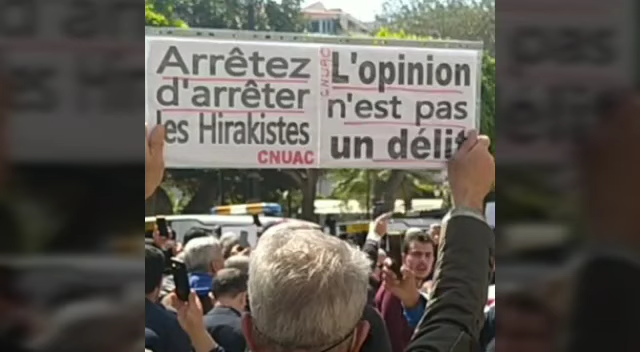 Arrêtez
d'arrêter
les Hirakistes
CNUAC
CNUAC
L'opinion
n'est pas
un délit